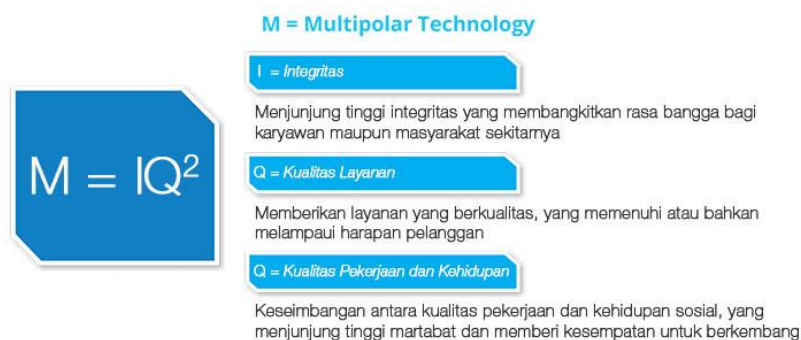 M = Multipolar Technology
M = IQ²
I = Integritas
Menjunjung tinggi integritas yang membangkitkan rasa bangga bagi
karyawan maupun masyarakat sekitarnya
Q = Kualitas Layanan
Memberikan layanan yang berkualitas, yang memenuhi atau bahkan
melampaui harapan pelanggan
Q = Kualitas Pekerjaan dan Kehidupan
Keseimbangan antara kualitas pekerjaan dan kehidupan sosial, yang
menjunjung tinggi martabat dan memberi kesempatan untuk berkembang